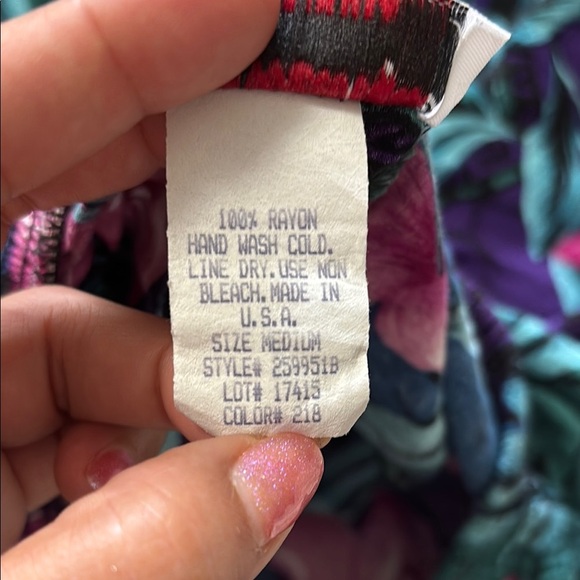 100% RAYON
HAND WASH COLD.
LINE DRY.USE NON
BLEACH.MADE IN
U.S.A.
SIZE MEDIUM
STYLE# 259951B
LOT# 17415
COLOR# 218